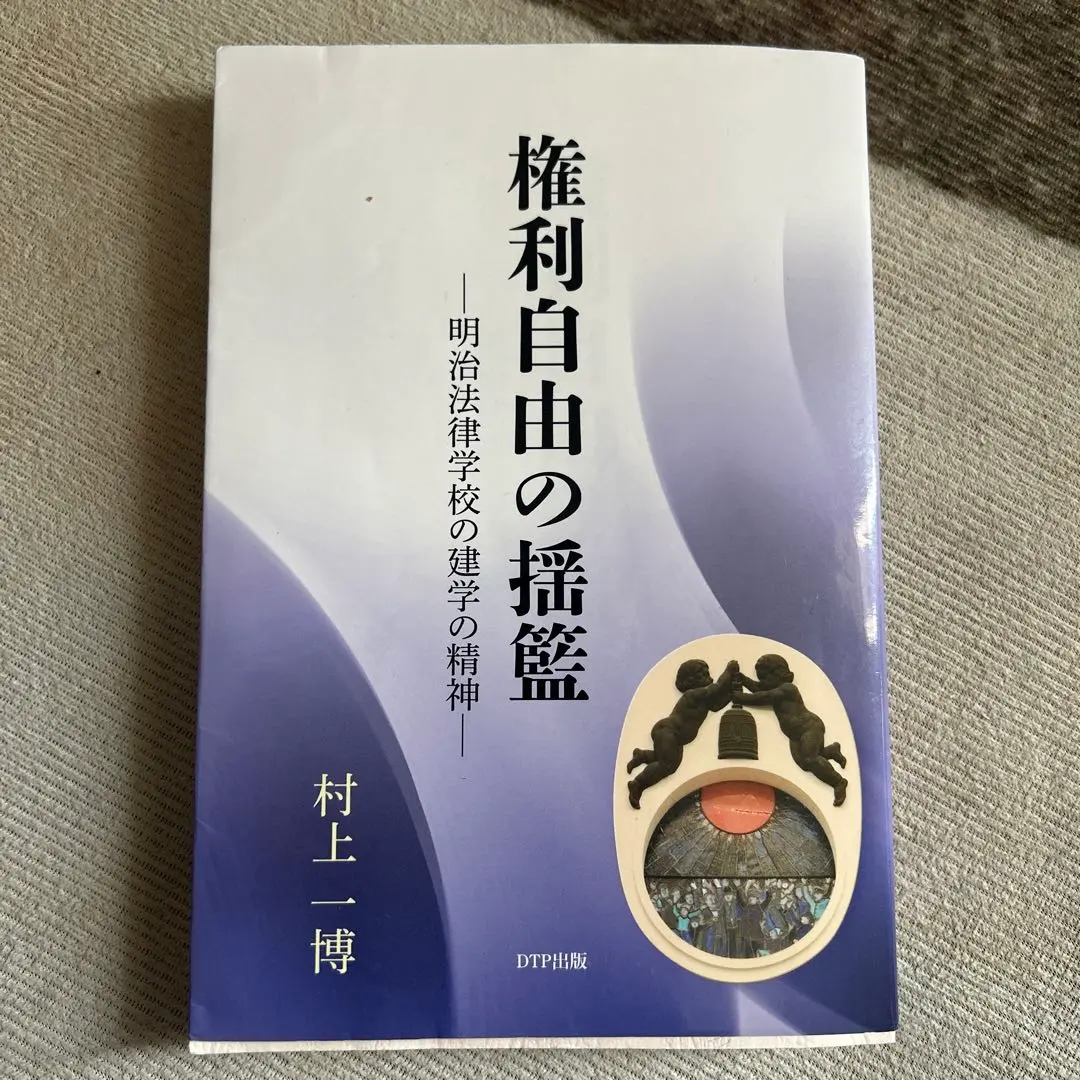 権利自由の揺籃
―明治法律学校の建学の精神―
村上一博
DTP出版